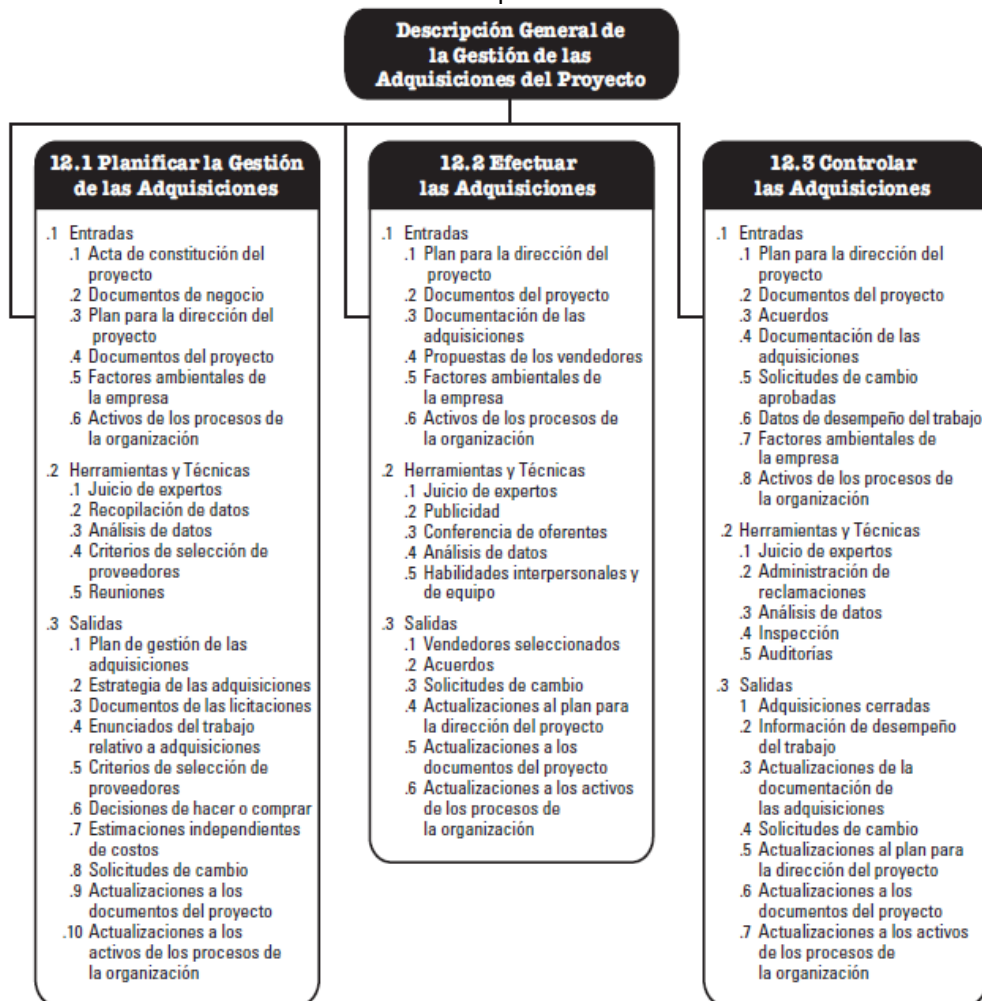 Descripción General de
la Gestión de las
Adquisiciones del Proyecto
12.1 Planificar la Gestión
de las Adquisiciones
.1 Entradas
.1 Acta de constitución del
proyecto
.2 Documentos de negocio
.3 Plan para la dirección del
proyecto
.4 Documentos del proyecto
.5 Factores ambientales de
la empresa
.6 Activos de los procesos de
la organización
.2 Herramientas y Técnicas
.1 Juicio de expertos
.2 Recopilación de datos
.3 Análisis de datos
.4 Criterios de selección de
proveedores
.5 Reuniones
.3 Salidas
.1 Plan de gestión de las
adquisiciones
.2 Estrategia de las adquisiciones
.3 Documentos de las licitaciones
.4 Enunciados del trabajo
relativo a adquisiciones
.5 Criterios de selección de
proveedores
.6 Decisiones de hacer o comprar
.7 Estimaciones independientes
de costos
.8 Solicitudes de cambio
.9 Actualizaciones a los
documentos del proyecto
.10 Actualizaciones a los
activos de los procesos de
la organización
12.2 Efectuar
las Adquisiciones
.1 Entradas
.1 Plan para la dirección del
proyecto
.2 Documentos del proyecto
.3 Documentación de las
adquisiciones
.4 Propuestas de los vendedores
.5 Factores ambientales de
la empresa
.6 Activos de los procesos de
la organización
.2 Herramientas y Técnicas
.1 Juicio de expertos
.2 Publicidad
.3 Conferencia de oferentes
.4 Análisis de datos
.5 Habilidades interpersonales y
de equipo
.3 Salidas
.1 Vendedores seleccionados
.2 Acuerdos
.3 Solicitudes de cambio
.4 Actualizaciones al plan para
la dirección del proyecto
.5 Actualizaciones a los
documentos del proyecto
.6 Actualizaciones a los activos
de los procesos de
la organización
12.3 Controlar
las Adquisiciones
.1 Entradas
.1 Plan para la dirección del
proyecto
.2 Documentos del proyecto
.3 Acuerdos
.4 Documentación de las
adquisiciones
.5 Solicitudes de cambio
aprobadas
.6 Datos de desempeño del trabajo
.7 Factores ambientales de
la empresa
.8 Activos de los procesos de
la organización
.2 Herramientas y Técnicas
.1 Juicio de expertos
.2 Administración de
reclamaciones
.3 Análisis de datos
.4 Inspección
.5 Auditorías
.3 Salidas
1 Adquisiciones cerradas
.2 Información de desempeño
del trabajo
.3 Actualizaciones de la
documentación de
las adquisiciones
.4 Solicitudes de cambio
.5 Actualizaciones al plan para
la dirección del proyecto
.6 Actualizaciones a los
documentos del proyecto
.7 Actualizaciones a los activos
de los procesos de
la organización